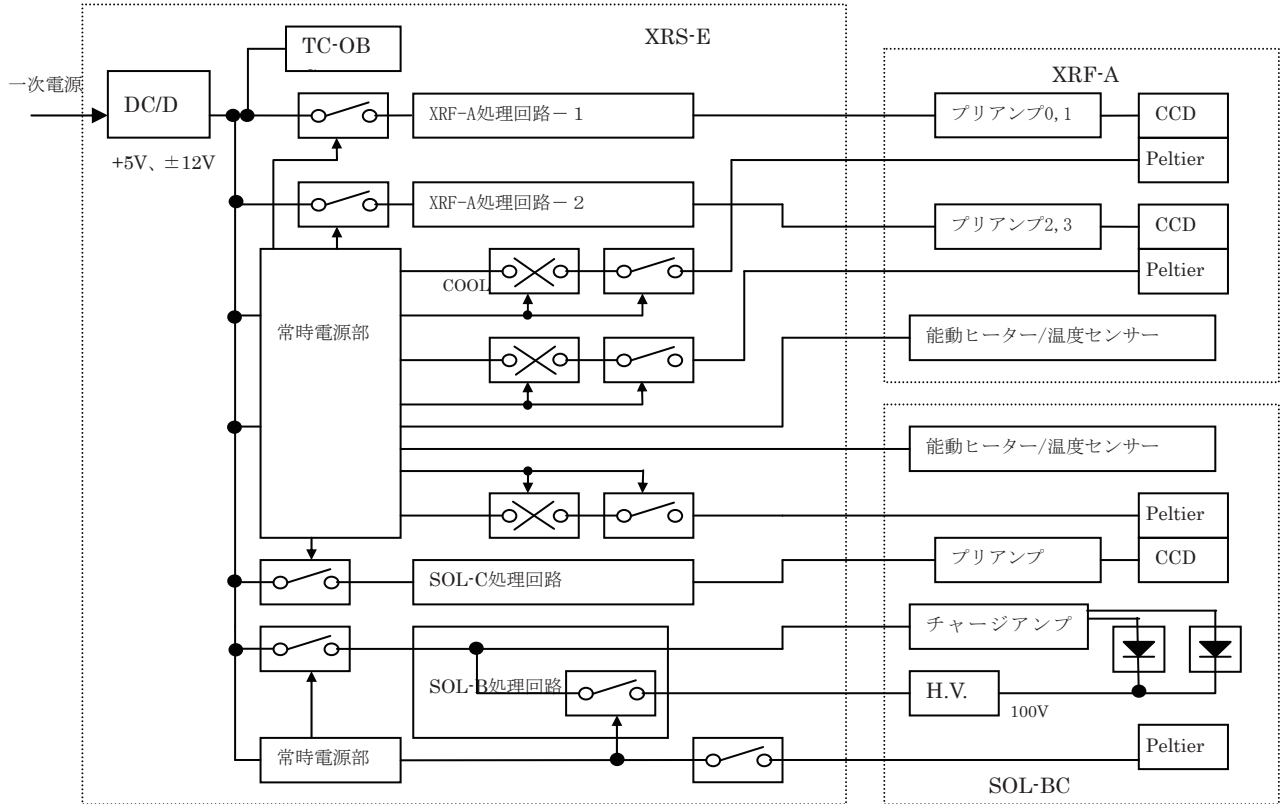 XRS-E
TC-OB
一次電源
DC/D
+5V、±12V
XRF-A
XRF-A処理回路－１
プリアンプ0,1
CCD
Peltier
XRF-A処理回路－２
プリアンプ2,3
CCD
Peltier
COOL
常時電源部
能動ヒーター/温度センサー
能動ヒーター/温度センサー
Peltier
SOL-C処理回路
プリアンプ
CCD
チャージアンプ
SOL-B処理回路
H.V.
100V
常時電源部
Peltier
SOL-BC